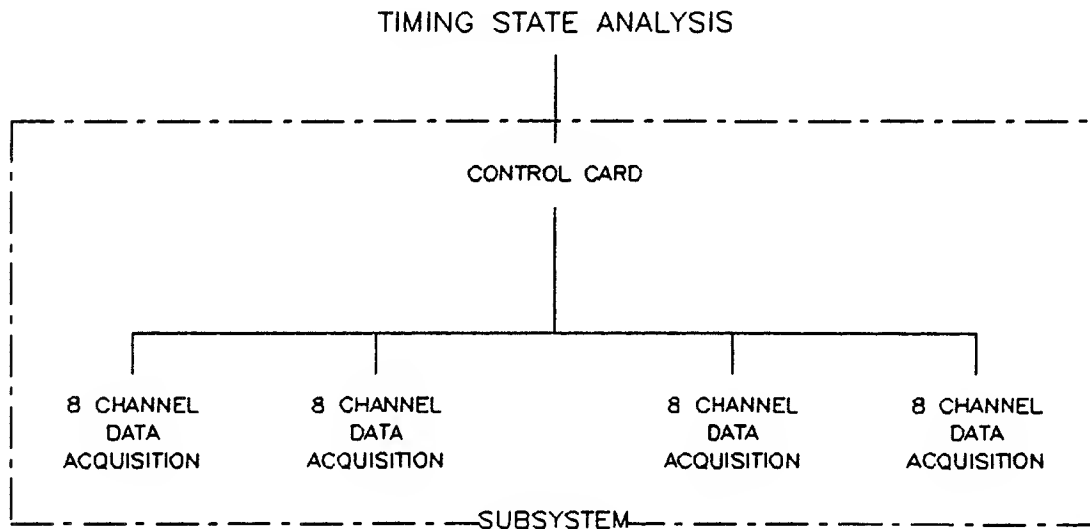 TIMING STATE ANALYSIS
CONTROL CARD
8 CHANNEL
DATA
ACQUISITION
8 CHANNEL
DATA
ACQUISITION
8 CHANNEL
DATA
ACQUISITION
8 CHANNEL
DATA
ACQUISITION
SUBSYSTEM